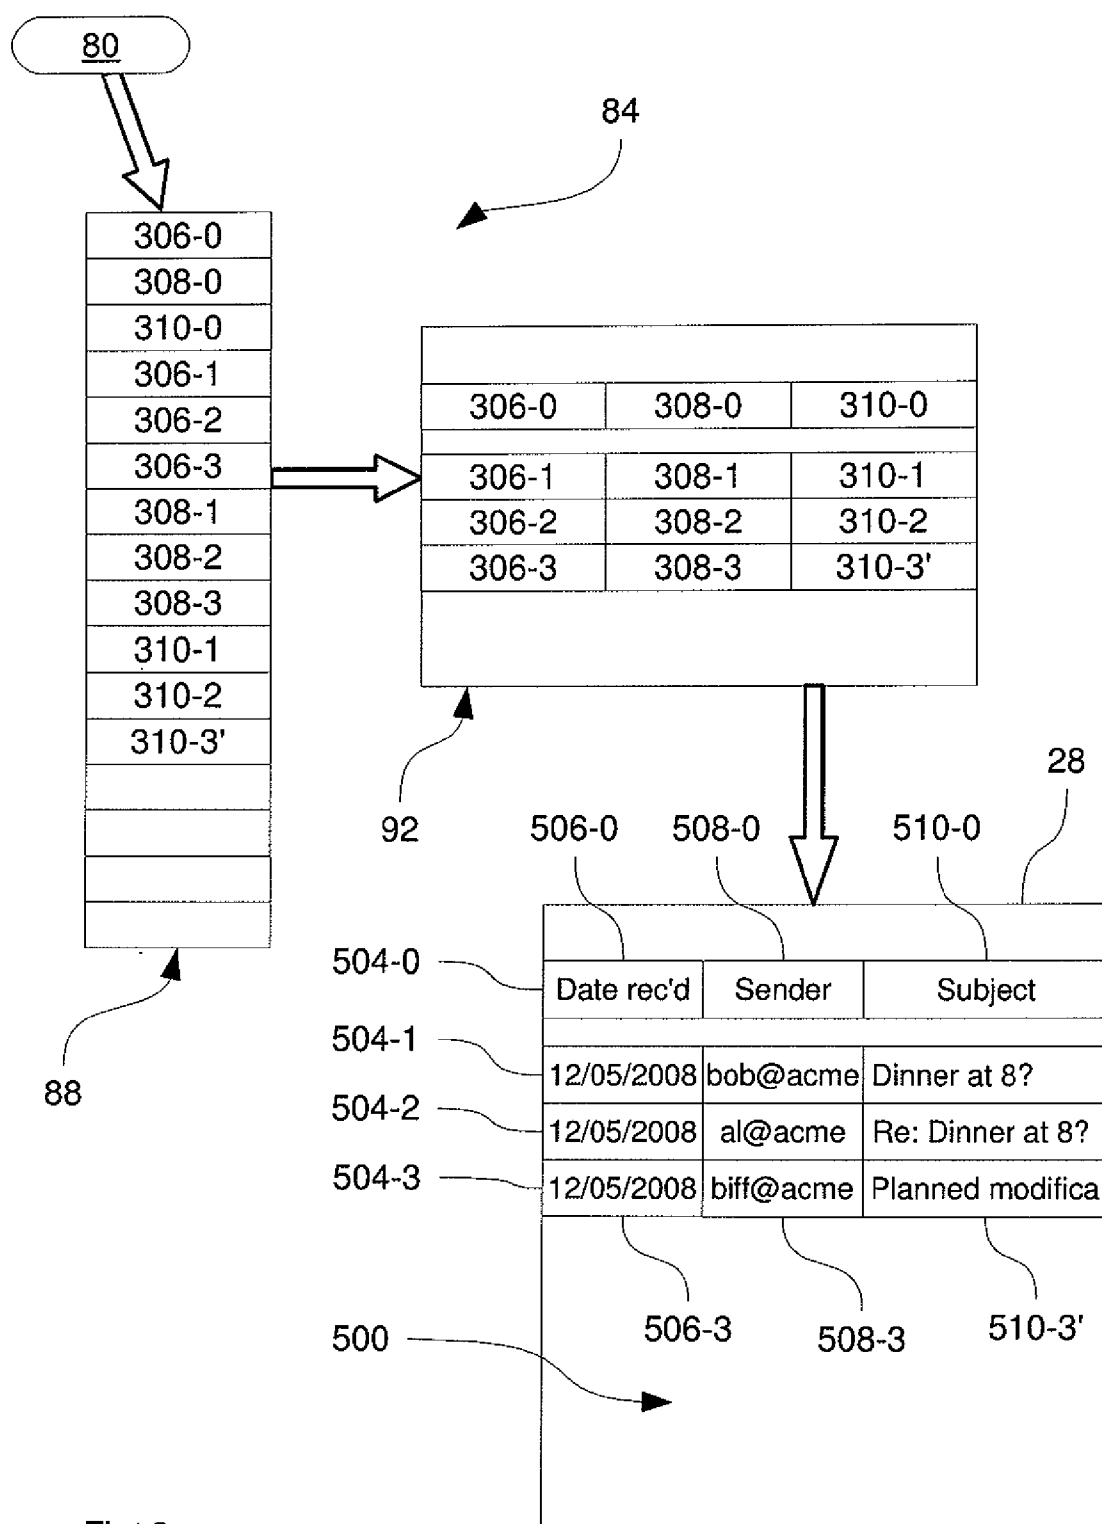 80
84
306-0
308-0
310-0
306-1
306-2
306-3
308-1
308-2
308-3
310-1
310-2
310-3'
88
306-0 308-0 310-0
306-1 308-1 310-1
306-2 308-2 310-2
306-3 308-3 310-3'
92
28
506-0 508-0 510-0
504-0 Date rec'd Sender Subject
504-1
12/05/2008 bob@acme Dinner at 8?
504-2
12/05/2008 al@acme Re: Dinner at 8?
504-3
12/05/2008 biff@acme Planned modifica
506-3 508-3 510-3'
500